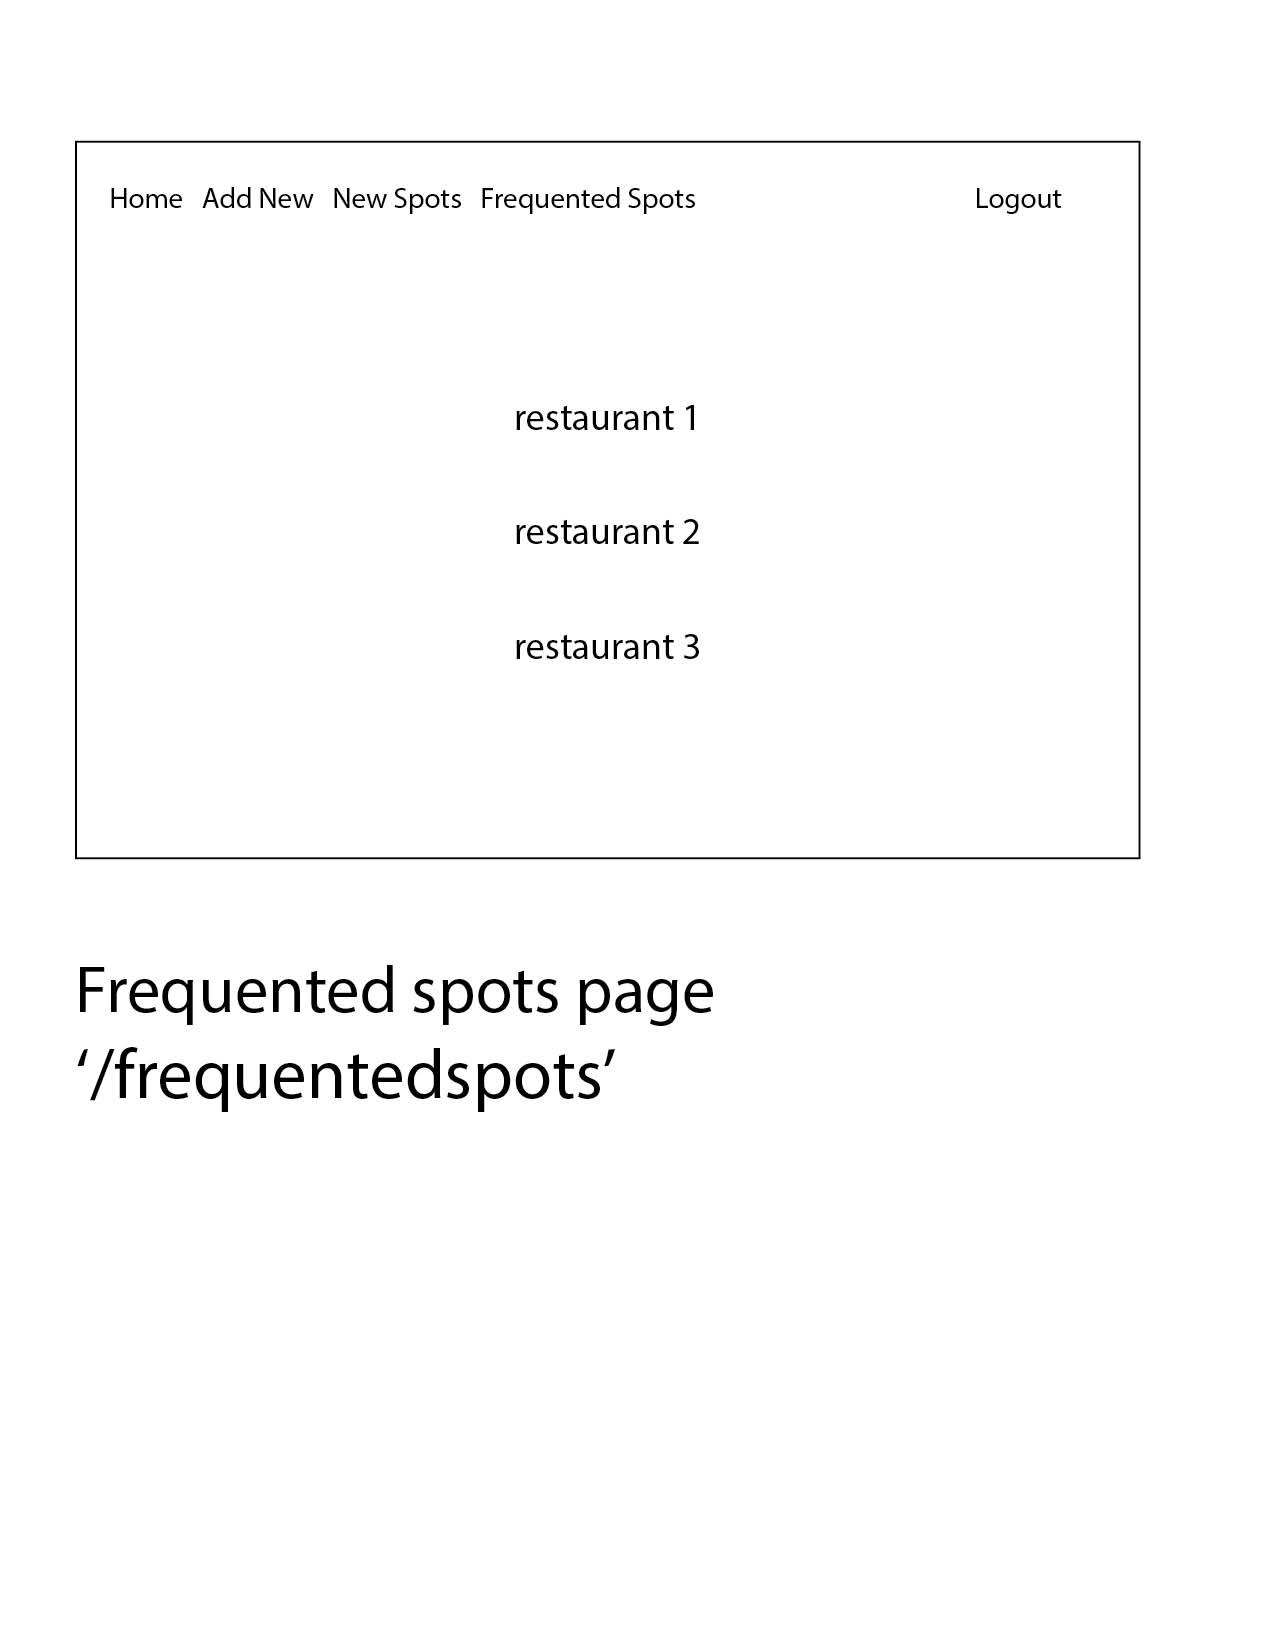 Home Add New New Spots Frequented Spots Logout
restaurant 1
restaurant 2
restaurant 3
Frequented spots page
‘/frequentedspots’